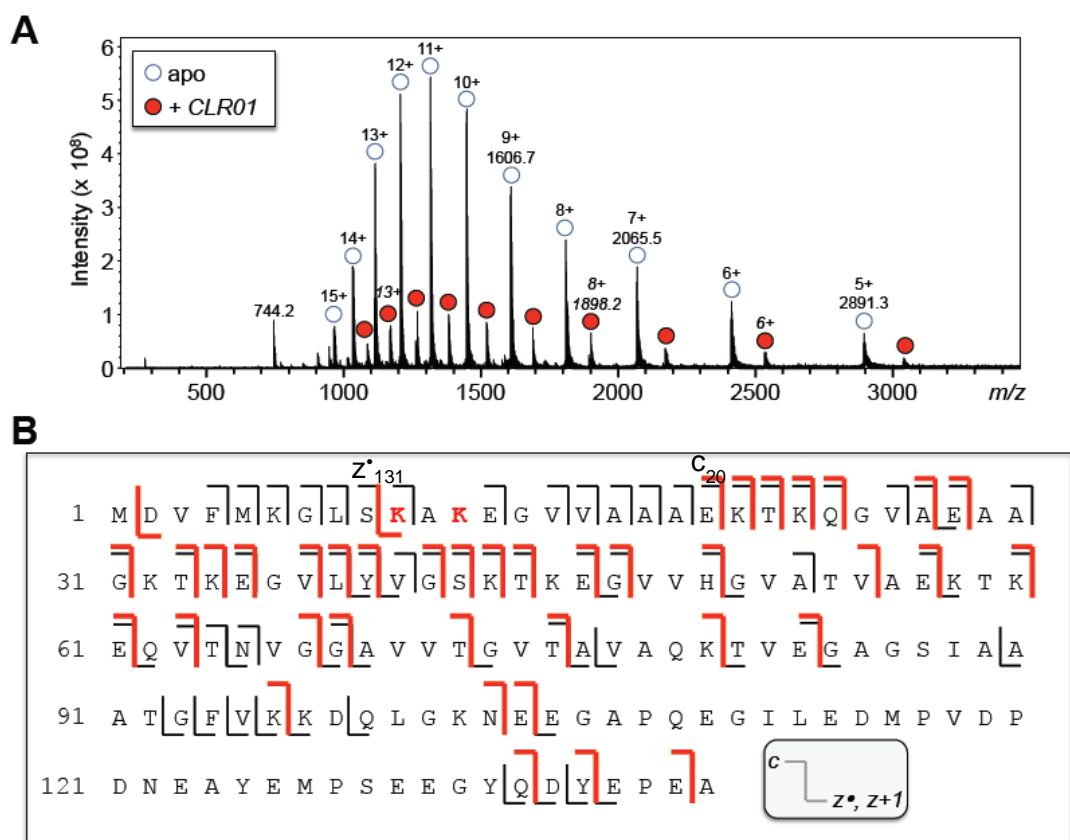 A
Intensity (x 10⁸)
6
5
4
3
2
1
0
apo
+ CLR01
744.2
15+
14+
13+
13+
12+
11+
10+
9+
1606.7
8+
8+
1898.2
7+
2065.5
6+
6+
5+
2891.3
500 1000 1500 2000 2500 3000 m/z
B
z•131 c20
1 M D V F M K G L S K A K E G V V A A A E K T K Q G V A E A A
31 G K T K E G V L Y V G S K T K E G V V H G V A T V A E K T K
61 E Q V T N V G G A V V T G V T A V A Q K T V E G A G S I A A
91 A T G F V K K D Q L G K N E E G A P Q E G I L E D M P V D P
121 D N E A Y E M P S E E G Y Q D Y E P E A
c
z•, z+1